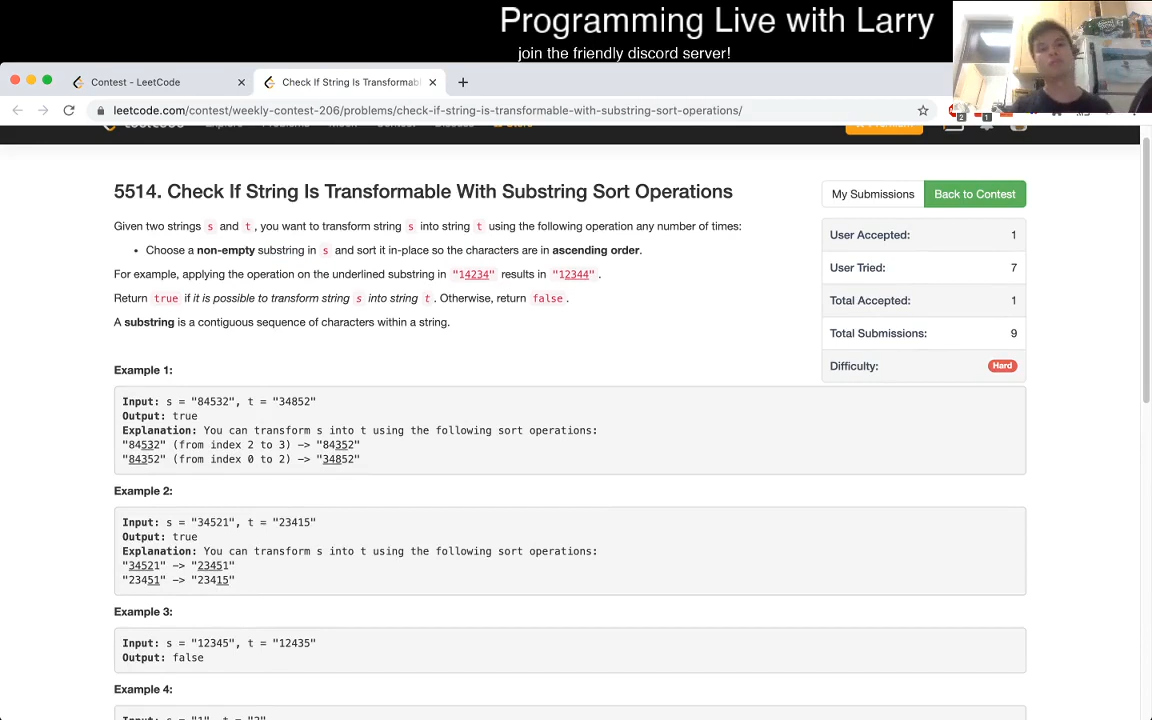 Programming Live with Larry
join the friendly discord server!
Contest - LeetCode
Check If String Is Transformabl
leetcode.com/contest/weekly-contest-206/problems/check-if-string-is-transformable-with-substring-sort-operations/
2
1
5514. Check If String Is Transformable With Substring Sort Operations
My Submissions
Back to Contest
Given two strings s and t, you want to transform string s into string t using the following operation any number of times:
• Choose a non-empty substring in s and sort it in-place so the characters are in ascending order.
For example, applying the operation on the underlined substring in "14234" results in "12344".
Return true if it is possible to transform string s into string t. Otherwise, return false.
A substring is a contiguous sequence of characters within a string.
User Accepted: 1
User Tried: 7
Total Accepted: 1
Total Submissions: 9
Difficulty: Hard
Example 1:
Input: s = "84532", t = "34852"
Output: true
Explanation: You can transform s into t using the following sort operations:
"84532" (from index 2 to 3) -> "84352"
"84352" (from index 0 to 2) -> "34852"
Example 2:
Input: s = "34521", t = "23415"
Output: true
Explanation: You can transform s into t using the following sort operations:
"34521" -> "23451"
"23451" -> "23415"
Example 3:
Input: s = "12345", t = "12435"
Output: false
Example 4: